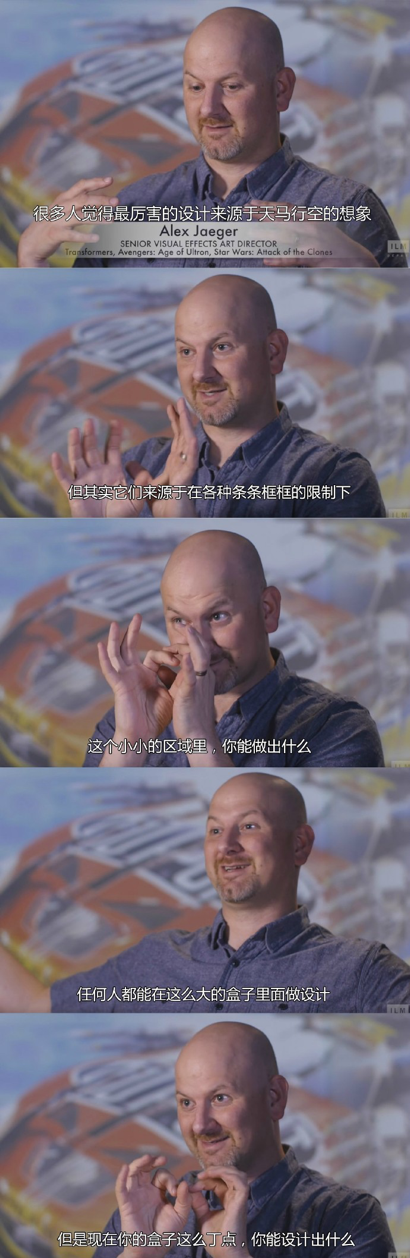 很多人觉得最厉害的设计来源于天马行空的想象
Alex Jaeger
SENIOR VISUAL EFFECTS ART DIRECTOR
Transformers, Avengers: Age of Ultron, Star Wars: Attack of the Clones
ILM
但其实它们来源于在各种条条框框的限制下
ILM
这个小小的区域里，你能做出什么
任何人都能在这么大的盒子里面做设计
ILM
但是现在你的盒子这么丁点，你能设计出什么